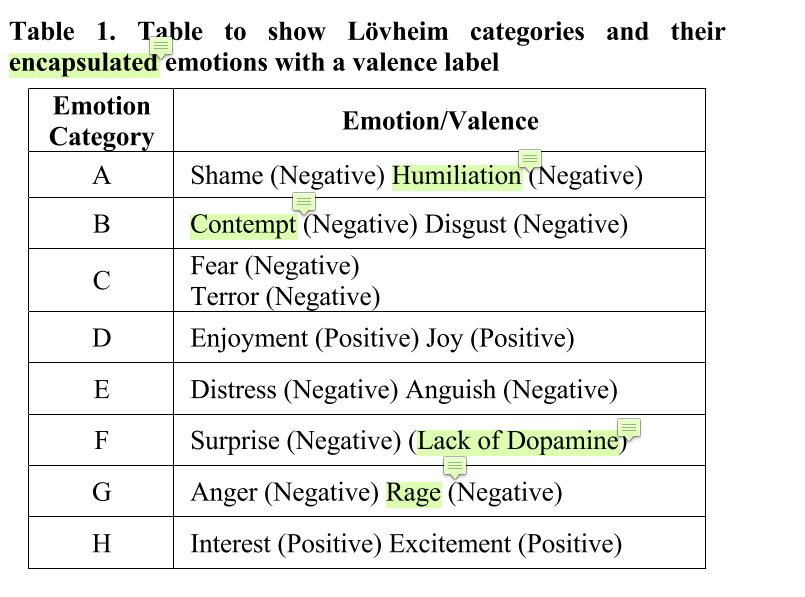 Table 1. Table to show Lövheim categories and their
encapsulated emotions with a valence label
Emotion
Category
Emotion/Valence
A
Shame (Negative) Humiliation (Negative)
B
Contempt (Negative) Disgust (Negative)
C
Fear (Negative)
Terror (Negative)
D
Enjoyment (Positive) Joy (Positive)
E
Distress (Negative) Anguish (Negative)
F
Surprise (Negative) (Lack of Dopamine)
G
Anger (Negative) Rage (Negative)
H
Interest (Positive) Excitement (Positive)